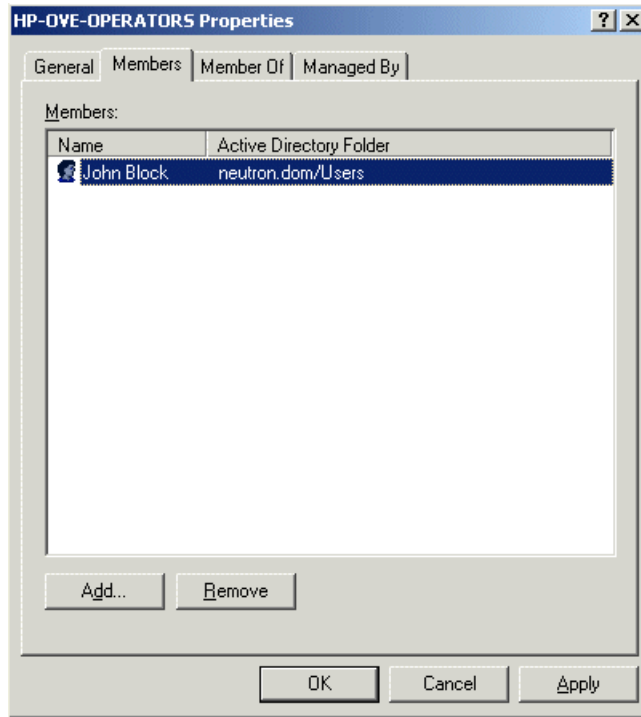 HP-OVE-OPERATORS Properties
General Members Member Of Managed By
Members:
Name Active Directory Folder
John Block neutron.dom/Users
Add... Remove
OK Cancel Apply